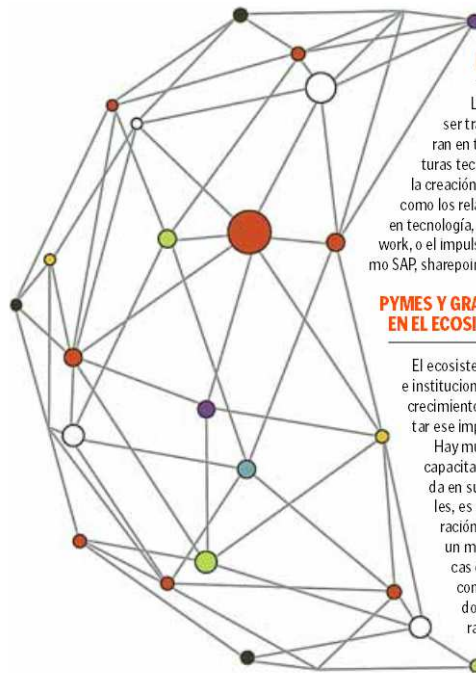 L
ser tra
ran en t
turas tec
la creación
como los rela
en tecnología,
work, o el impuls
mo SAP, sharepoin
PYMES Y GRA
EN EL ECOSI
El ecosiste
e institucion
crecimiento
tar ese imp
Hay mu
capacita
da en su
les, es
ración
un m
cas
con
do
ra